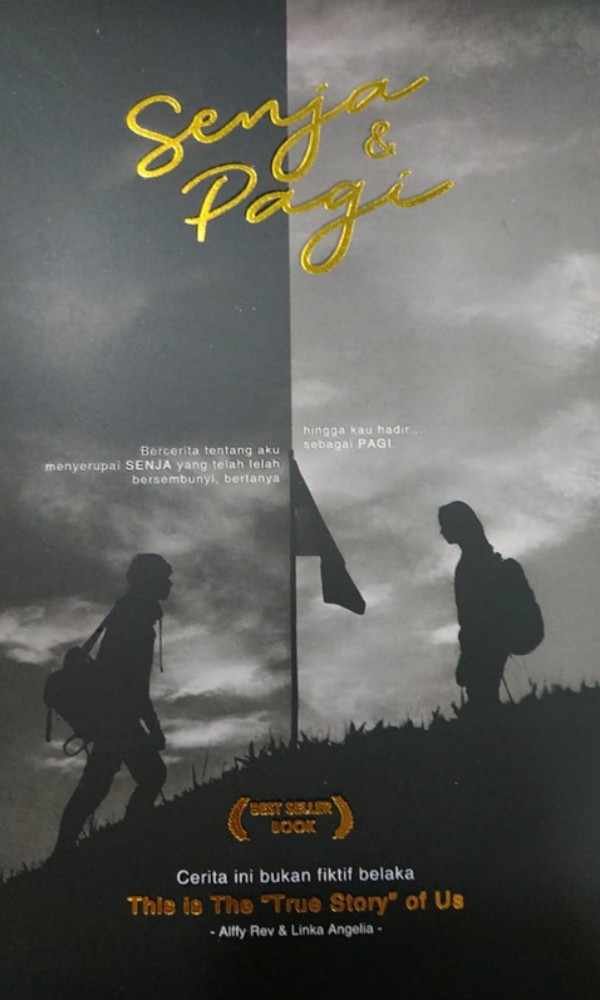 Senja
&
Pagi
Bercerita tentang aku
menyerupai SENJA yang telah lelah
bersembunyi, bertanya
hingga kau hadir...
sebagai PAGI.
BEST SELLER
BOOK
Cerita ini bukan fiktif belaka
This is The "True Story" of Us
- Alffy Rev & Linka Angelia -